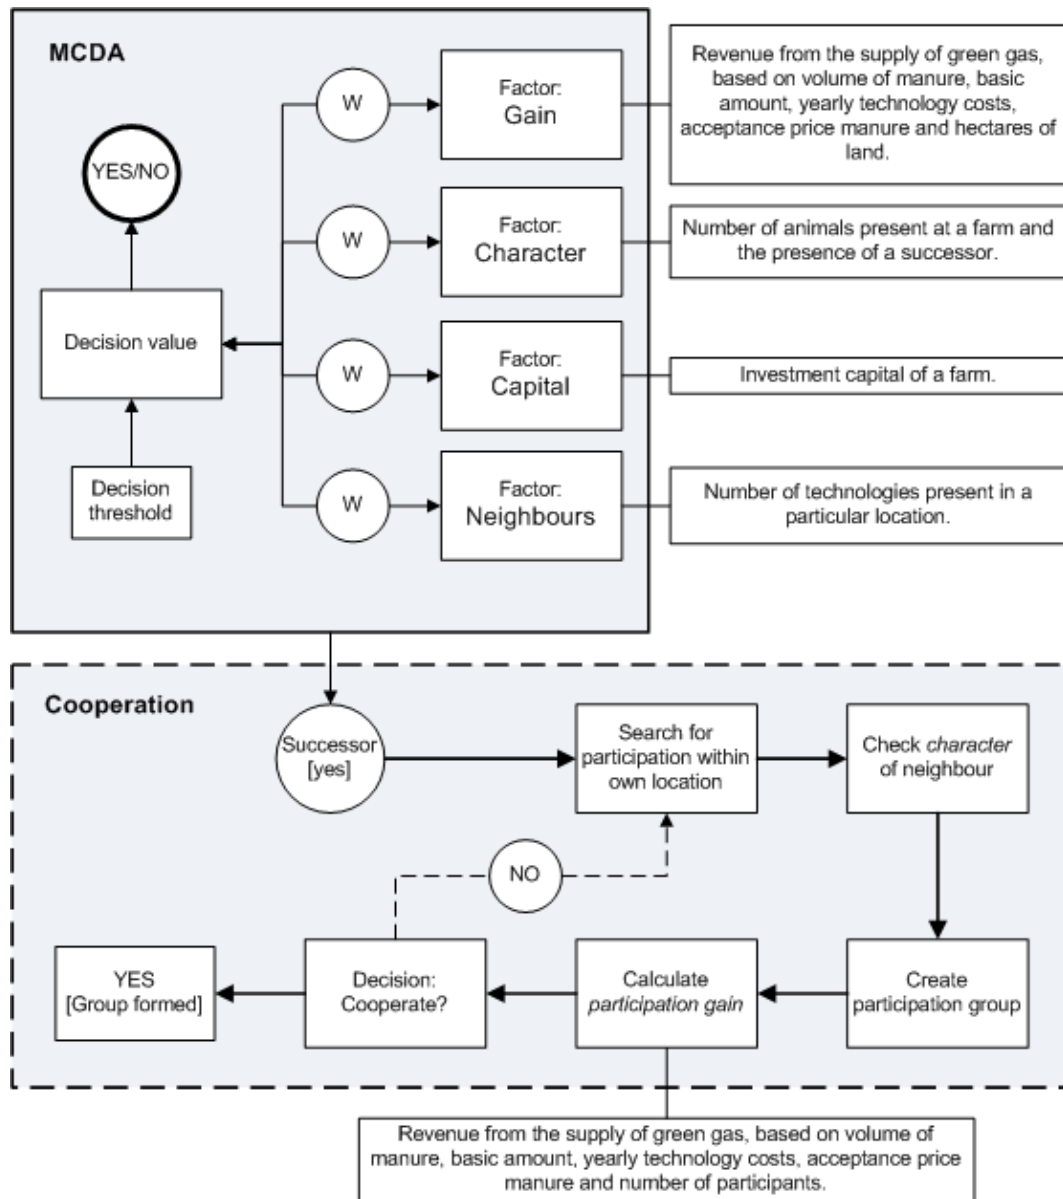 MCDA
W
Factor:
Gain
Revenue from the supply of green gas,
based on volume of manure, basic
amount, yearly technology costs,
acceptance price manure and hectares of
land.
YES/NO
W
Factor:
Character
Number of animals present at a farm and
the presence of a successor.
Decision value
W
Factor:
Capital
Investment capital of a farm.
Decision
threshold
W
Factor:
Neighbours
Number of technologies present in a
particular location.
Cooperation
Successor
[yes]
Search for
participation within
own location
Check character
of neighbour
NO
YES
[Group formed]
Decision:
Cooperate?
Calculate
participation gain
Create
participation group
Revenue from the supply of green gas, based on volume of
manure, basic amount, yearly technology costs, acceptance price
manure and number of participants.